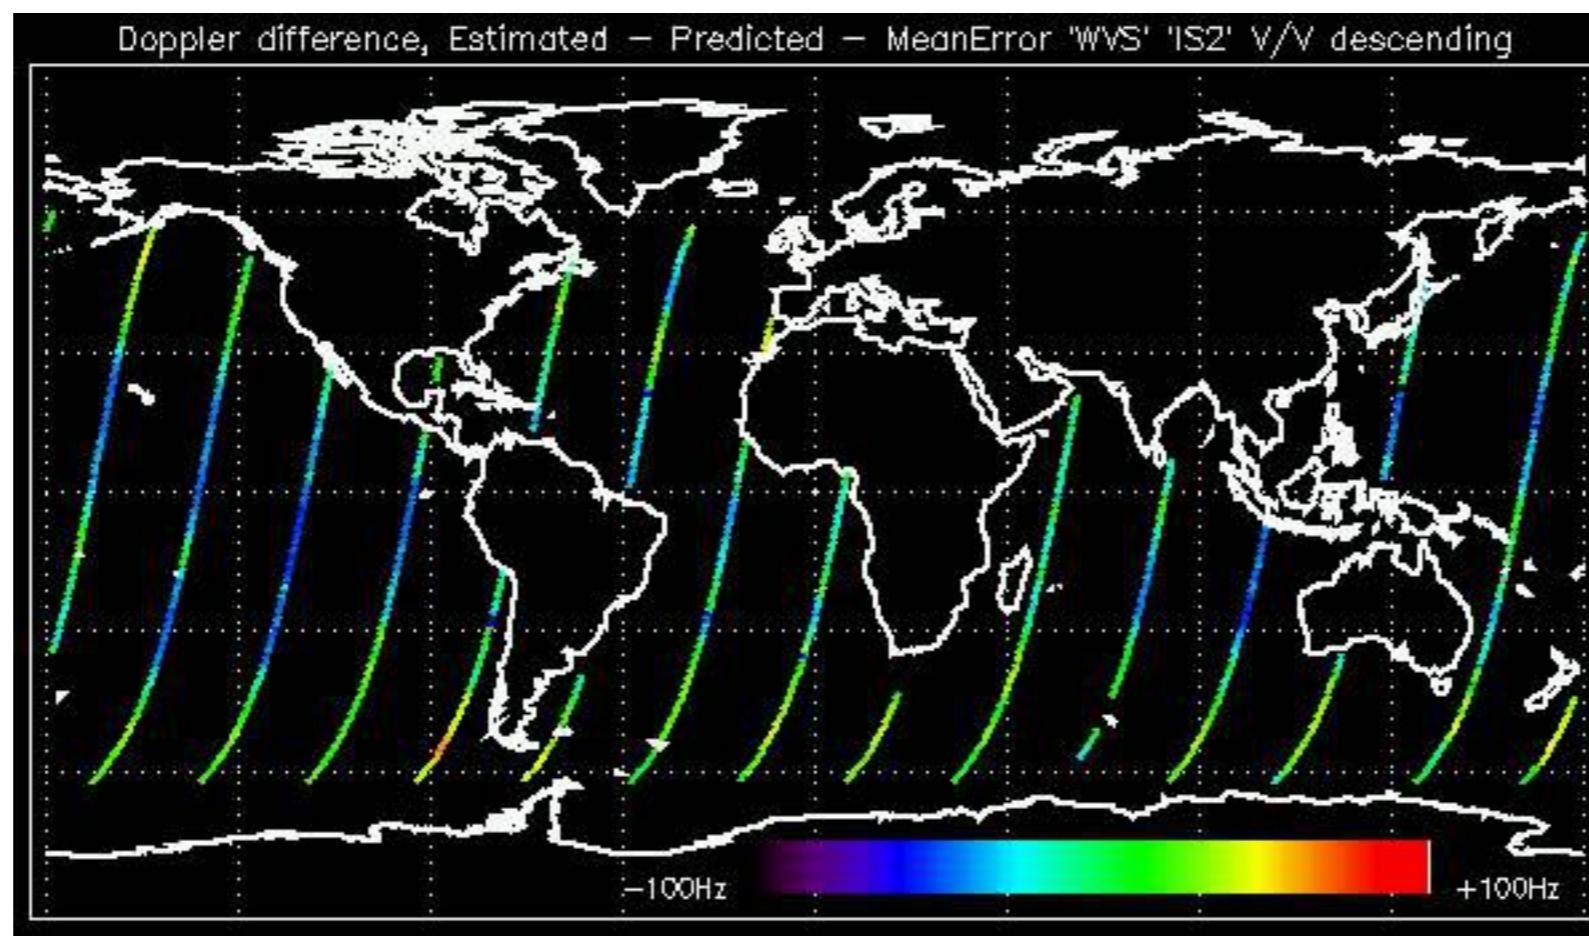 Doppler difference, Estimated – Predicted – MeanError 'WVS' 'IS2' V/V descending
–100Hz +100Hz